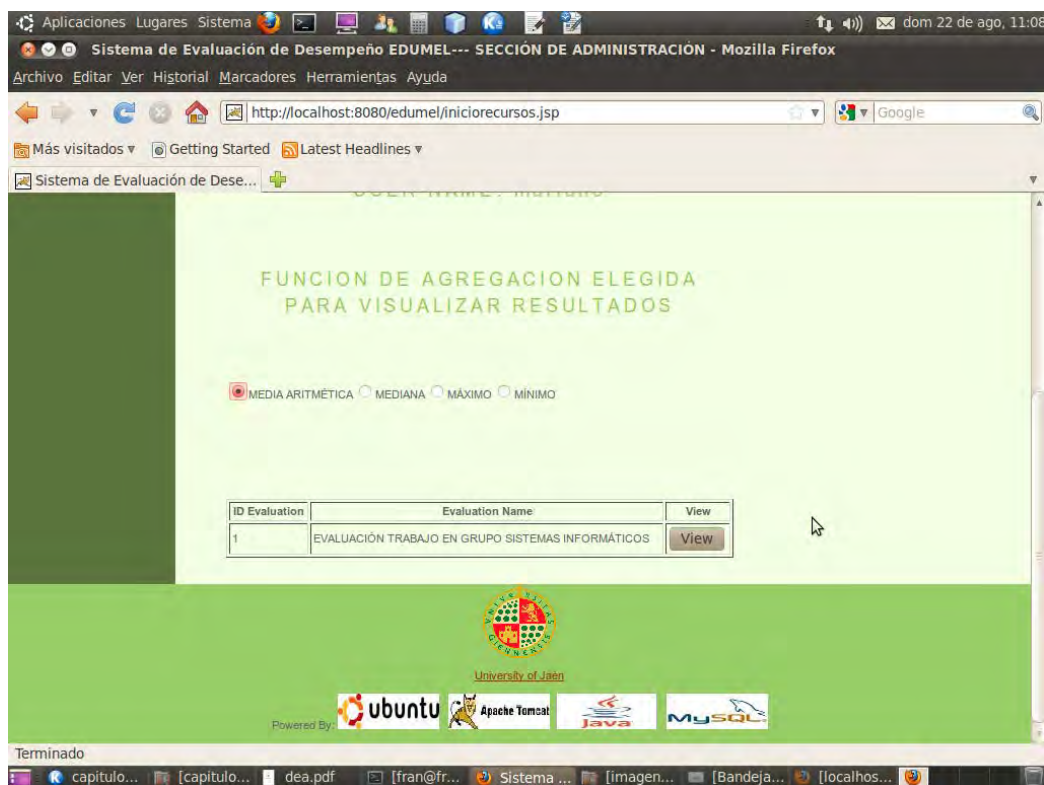 Aplicaciones Lugares Sistema dom 22 de ago, 11:08
Sistema de Evaluación de Desempeño EDUMEL--- SECCIÓN DE ADMINISTRACIÓN - Mozilla Firefox
Archivo Editar Ver Historial Marcadores Herramientas Ayuda
http://localhost:8080/edumel/iniciorecursos.jsp Google
Más visitados Getting Started Latest Headlines
Sistema de Evaluación de Dese...
USER NAME:
FUNCION DE AGREGACION ELEGIDA
PARA VISUALIZAR RESULTADOS
MEDIA ARITMÉTICA MEDIANA MÁXIMO MÍNIMO
ID Evaluation Evaluation Name View
1 EVALUACIÓN TRABAJO EN GRUPO SISTEMAS INFORMÁTICOS View
University of Jaén
Powered By: ubuntu Apache Tomcat Java MySQL
Terminado
capitulo... [capitulo... dea.pdf [fran@fr... Sistema ... [imagen... [Bandeja... [localhos...